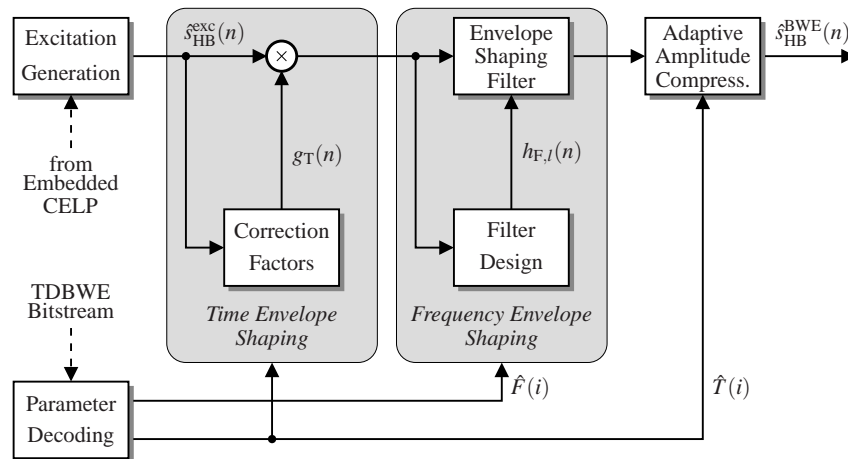 Excitation
Generation
ŝ_HB^exc(n)
×
Envelope
Shaping
Filter
Adaptive
Amplitude
Compress.
ŝ_HB^BWE(n)
from
Embedded
CELP
g_T(n)
h_F,l(n)
Correction
Factors
Filter
Design
TDBWE
Bitstream
Time Envelope
Shaping
Frequency Envelope
Shaping
Parameter
Decoding
F̂(i)
T̂(i)